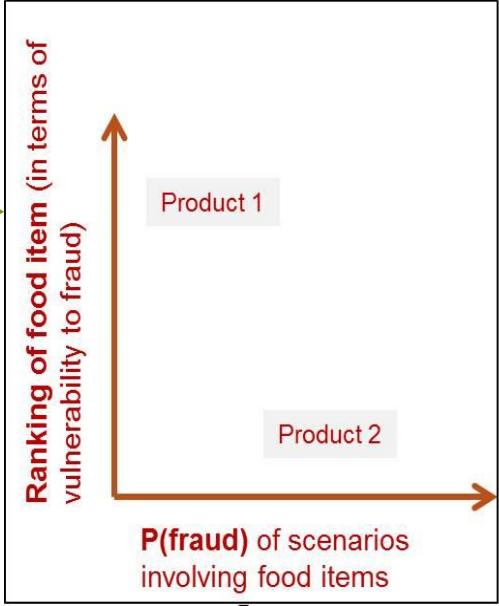 Ranking of food item (in terms of
vulnerability to fraud)
Product 1
Product 2
P(fraud) of scenarios
involving food items